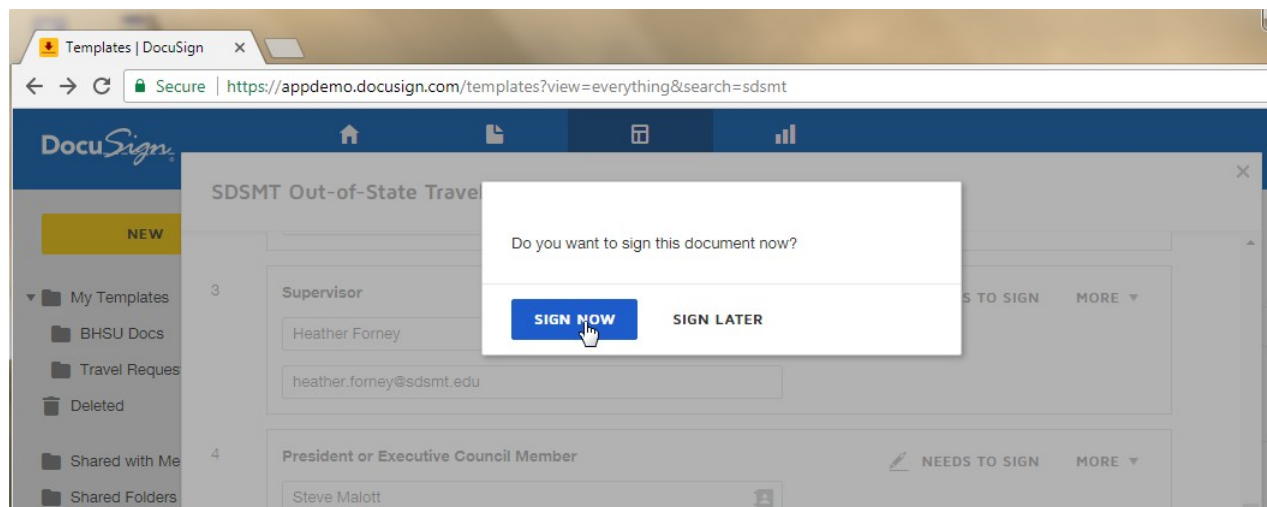 Templates | DocuSign
Secure | https://appdemo.docusign.com/templates?view=everything&search=sdsmt
DocuSign
SDSMT Out-of-State Travel
Do you want to sign this document now?
SIGN NOW
SIGN LATER
NEW
My Templates
BHSU Docs
Travel Reques
Deleted
Shared with Me
Shared Folders
3
Supervisor
S TO SIGN
MORE
Heather Forney
heather.forney@sdsmt.edu
4
President or Executive Council Member
NEEDS TO SIGN
MORE
Steve Malott